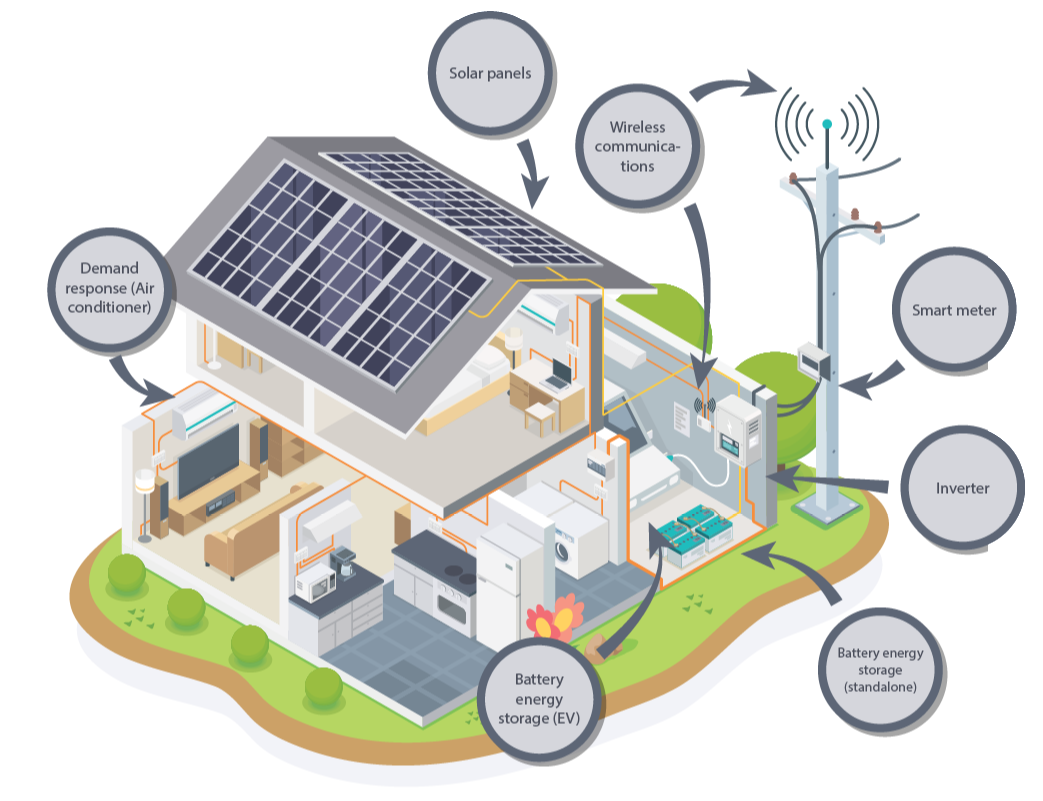 Solar panels
Wireless
communica-
tions
Demand
response (Air
conditioner)
Smart meter
Inverter
Battery energy
storage
(standalone)
Battery
energy
storage (EV)